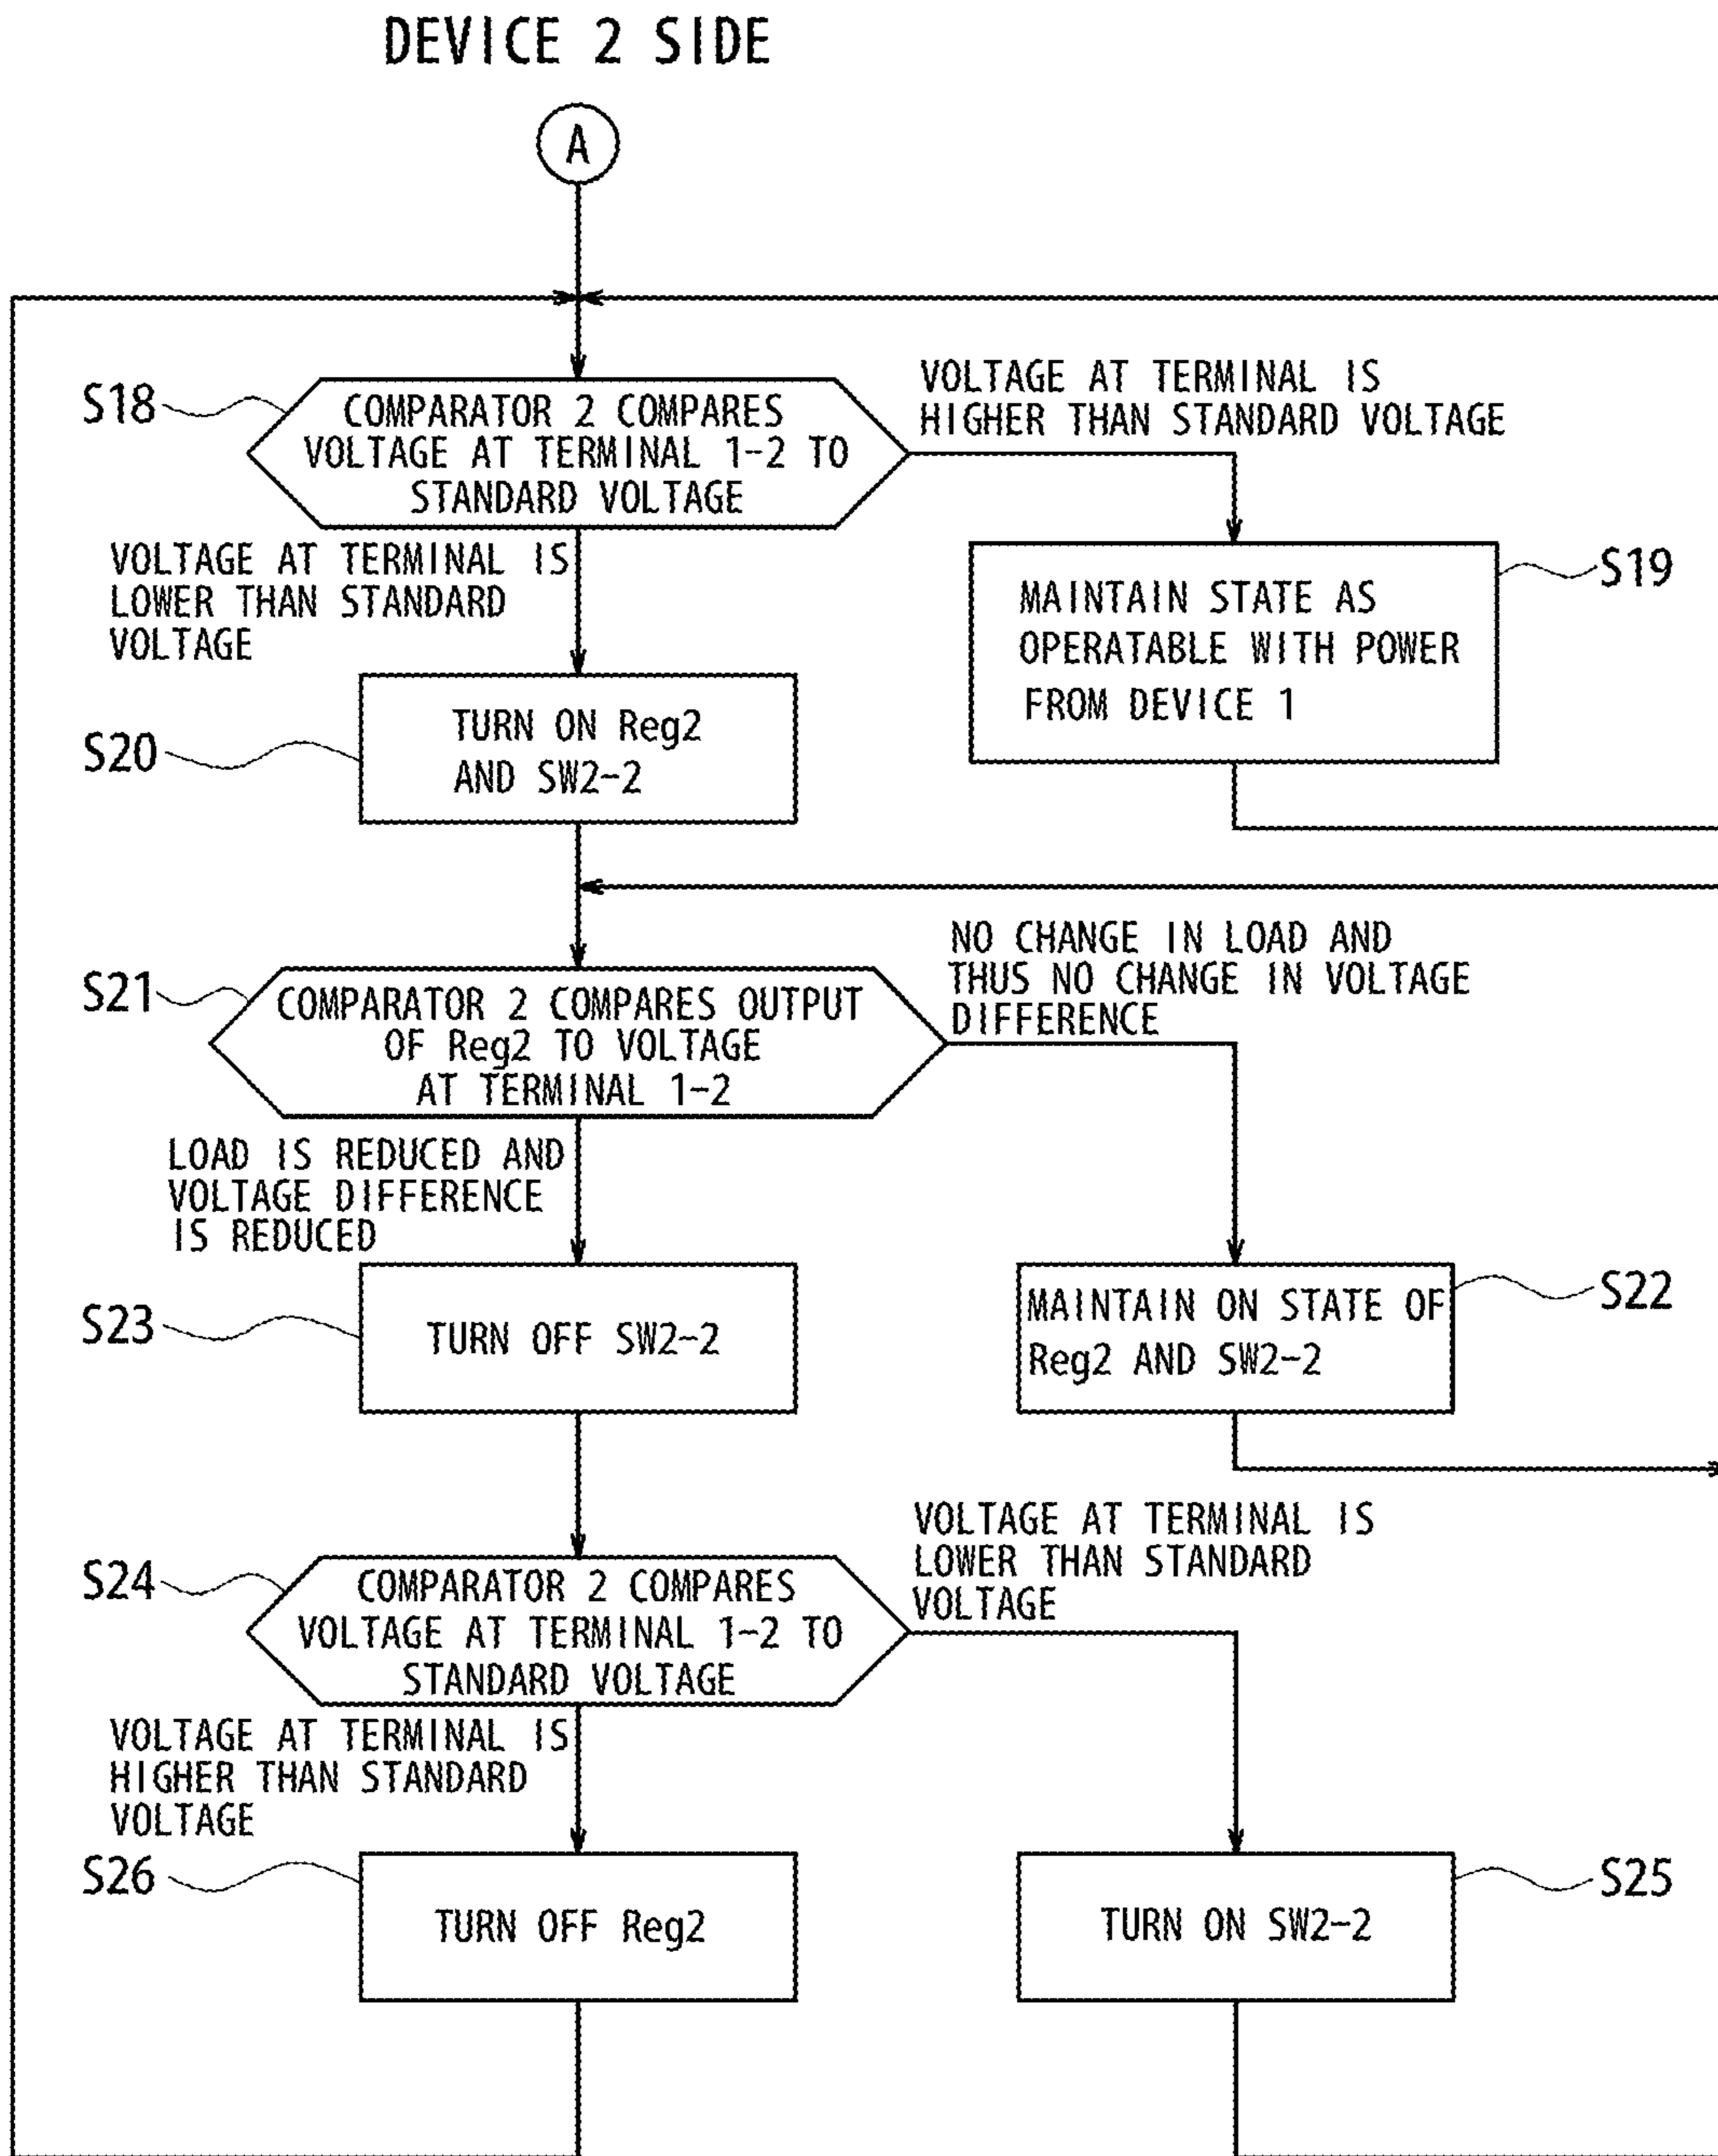 DEVICE 2 SIDE
A
S18
COMPARATOR 2 COMPARES
VOLTAGE AT TERMINAL 1-2 TO
STANDARD VOLTAGE
VOLTAGE AT TERMINAL IS
HIGHER THAN STANDARD VOLTAGE
VOLTAGE AT TERMINAL IS
LOWER THAN STANDARD
VOLTAGE
S19
MAINTAIN STATE AS
OPERATABLE WITH POWER
FROM DEVICE 1
S20
TURN ON Reg2
AND SW2-2
S21
COMPARATOR 2 COMPARES OUTPUT
OF Reg2 TO VOLTAGE
AT TERMINAL 1-2
NO CHANGE IN LOAD AND
THUS NO CHANGE IN VOLTAGE
DIFFERENCE
LOAD IS REDUCED AND
VOLTAGE DIFFERENCE
IS REDUCED
S22
MAINTAIN ON STATE OF
Reg2 AND SW2-2
S23
TURN OFF SW2-2
S24
COMPARATOR 2 COMPARES
VOLTAGE AT TERMINAL 1-2 TO
STANDARD VOLTAGE
VOLTAGE AT TERMINAL IS
LOWER THAN STANDARD
VOLTAGE
VOLTAGE AT TERMINAL IS
HIGHER THAN STANDARD
VOLTAGE
S26
TURN OFF Reg2
S25
TURN ON SW2-2